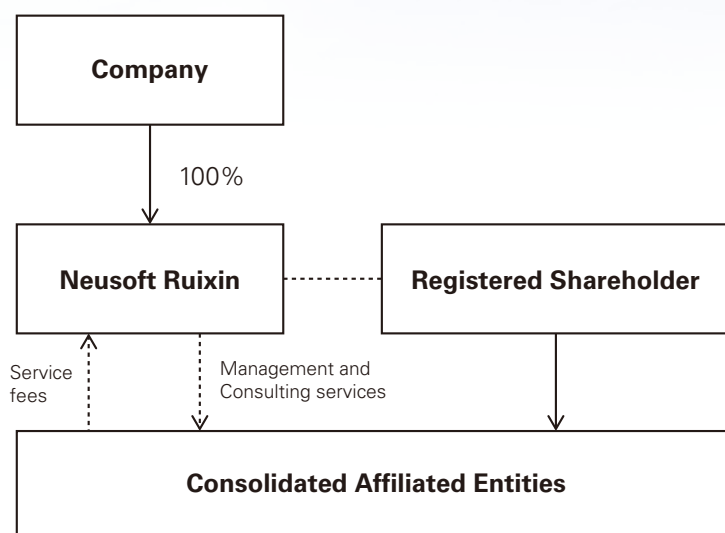 Company
100%
Neusoft Ruixin
Registered Shareholder
Service
fees
Management and
Consulting services
Consolidated Affiliated Entities